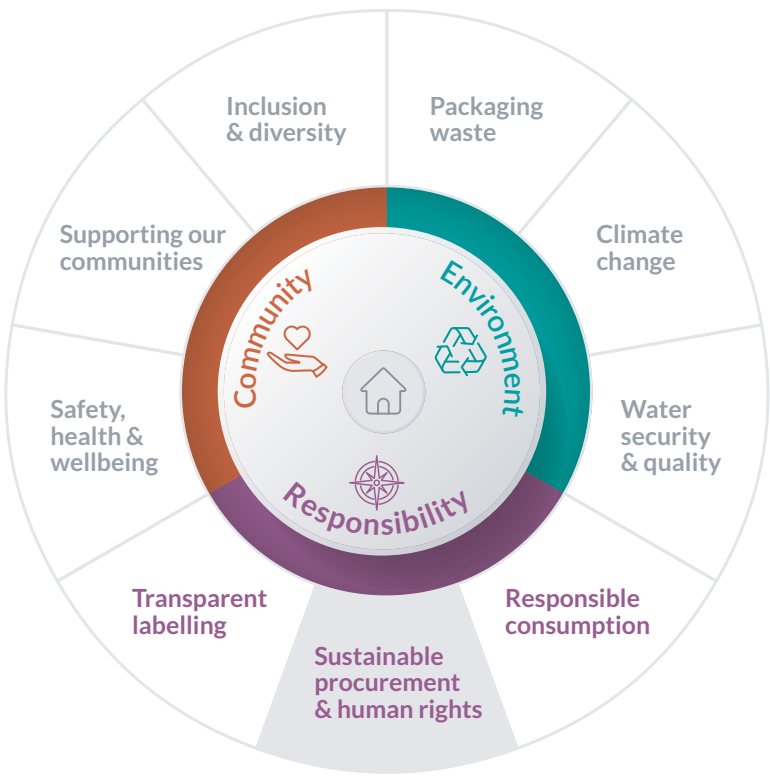 Inclusion
& diversity
Packaging
waste
Supporting our
communities
Climate
change
Community
Environment
Safety,
health &
wellbeing
Water
security
& quality
Responsibility
Transparent
labelling
Responsible
consumption
Sustainable
procurement
& human rights